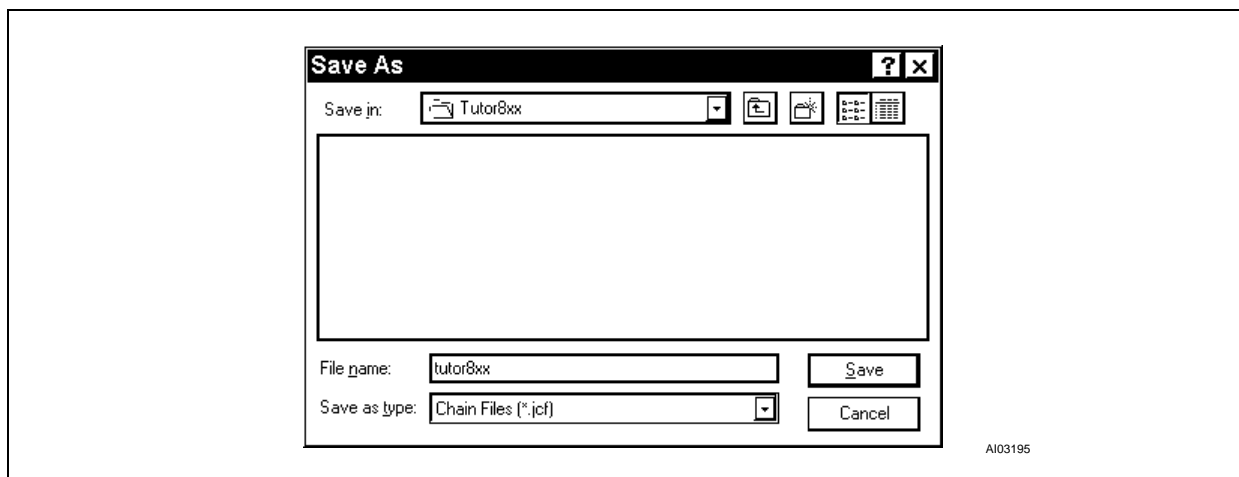 Save As
Save in: Tutor8xx
File name: tutor8xx
Save
Save as type: Chain Files (*.jcf)
Cancel
AI03195